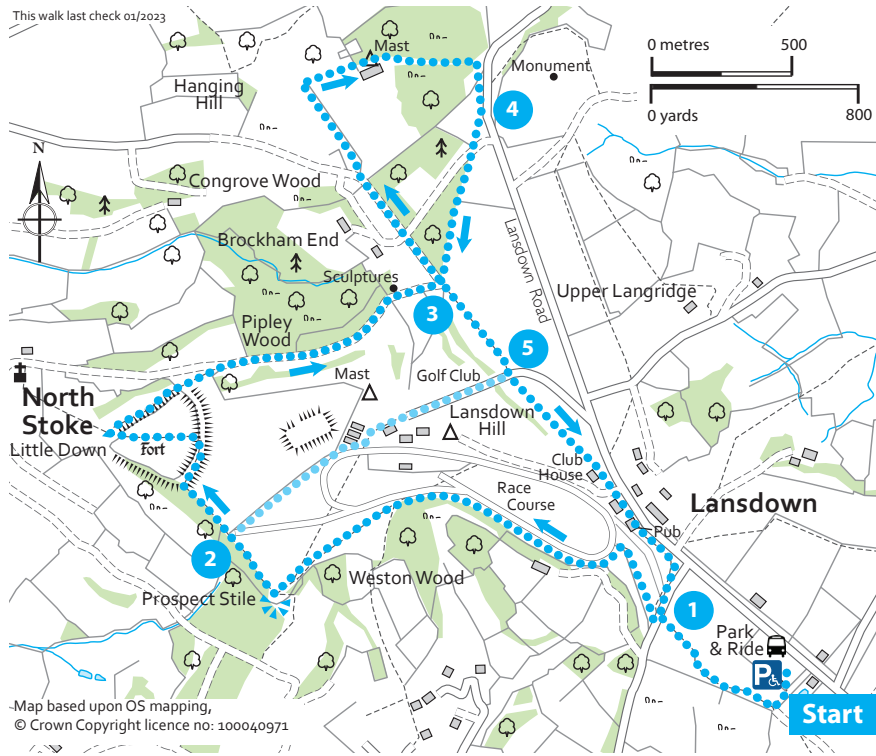 This walk last check 01/2023
Mast
0 metres 500
0 yards 800
Monument
Hanging
Hill
4
N
Congrove Wood
Lansdown Road
Brockham End
Sculptures
Upper Langridge
3
Pipley
Wood
5
Mast
Golf Club
North
Stoke
Lansdown
Hill
Little Down
Fort
Club
House
Race
Course
Lansdown
Pub
2
Weston Wood
Prospect Stile
1
Park
& Ride
P
Start
Map based upon OS mapping,
© Crown Copyright licence no: 100040971